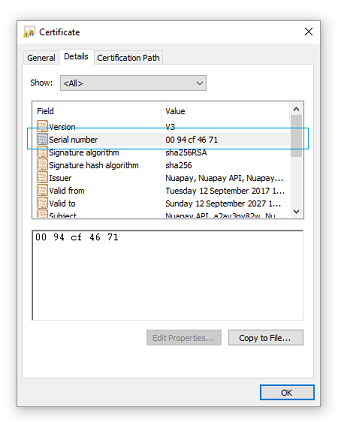 Certificate
General Details Certification Path
Show: <All>
Field Value
Version V3
Serial number 00 94 cf 46 71
Signature algorithm sha256RSA
Signature hash algorithm sha256
Issuer Nuapay, Nuapay API, Nuapay...
Valid from Tuesday 12 September 2017 1...
Valid to Sunday 12 September 2027 1...
Subject Nuapay API, a2av3py82w, Nu...
00 94 cf 46 71
Edit Properties... Copy to File...
OK